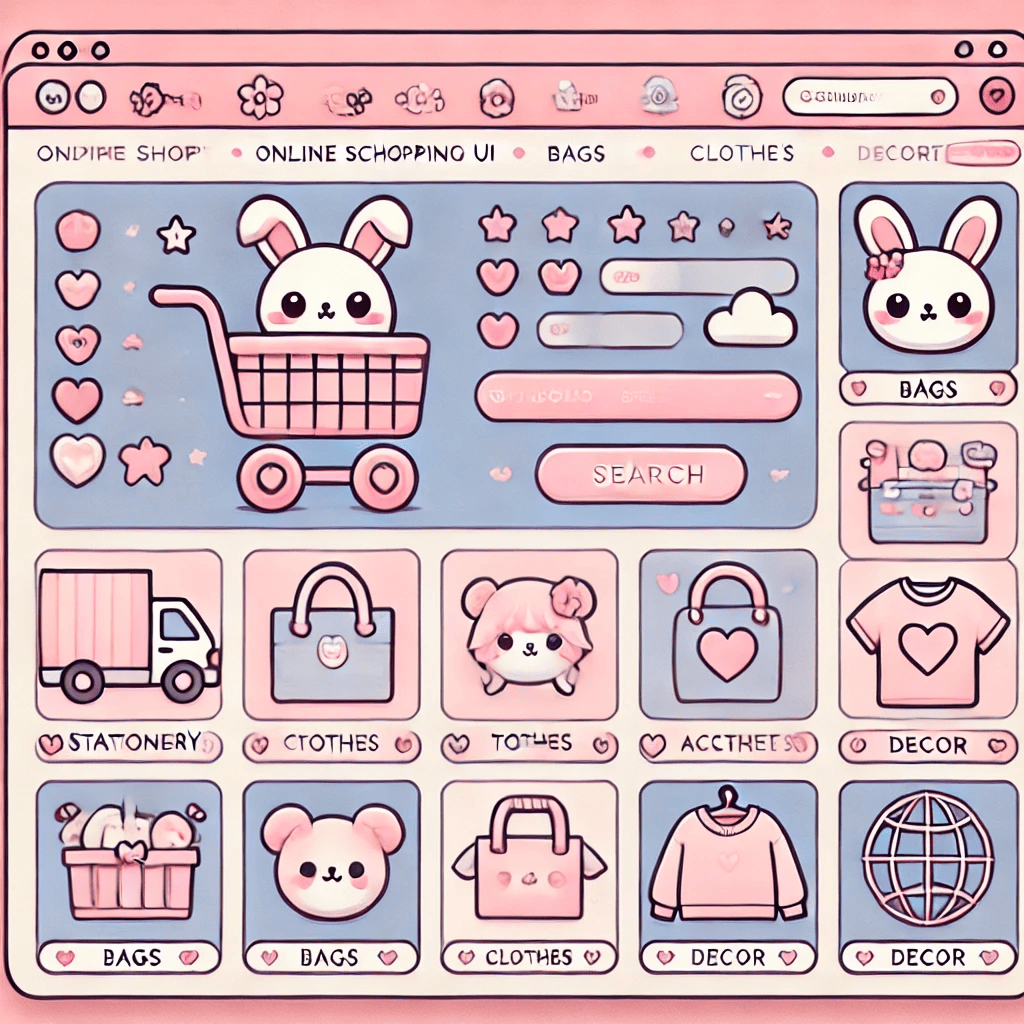 ONDIHE SHOP • ONLINE SCHOPPING UI • BAGS • CLOTHE'S • DECORT
SEARCH
BAGS
STATIONERY
CTOTHES
TOTHES
ACCTHEES
DECOR
BAGS
BAGS
CLOTHES
DECOR
DECOR